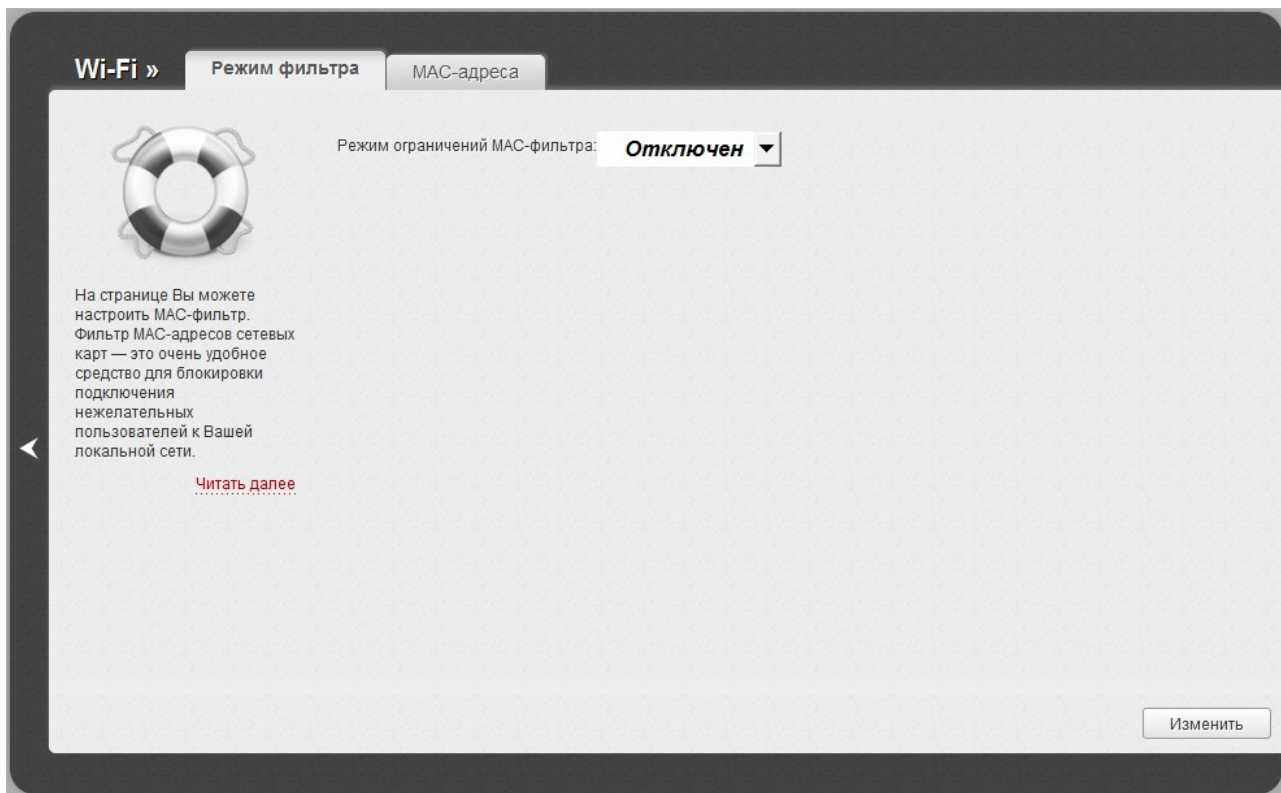 Wi-Fi »
Режим фильтра
MAC-адреса
Режим ограничений MAC-фильтра:
Отключен
На странице Вы можете
настроить MAC-фильтр.
Фильтр MAC-адресов сетевых
карт — это очень удобное
средство для блокировки
подключения
нежелательных
пользователей к Вашей
локальной сети.
Читать далее
Изменить